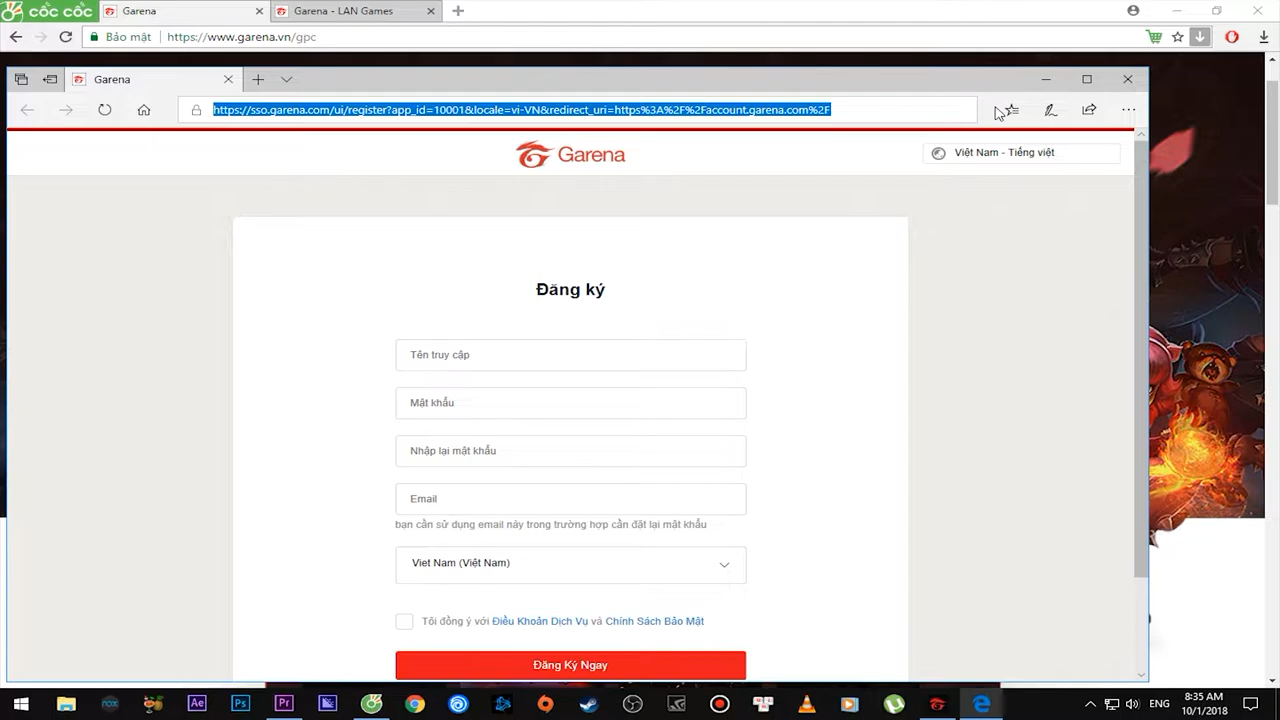 cốc cốc
Garena
Garena - LAN Games
Bảo mật
https://www.garena.vn/gpc
Garena
https://sso.garena.com/ui/register?app_id=10001&locale=vi-VN&redirect_uri=https%3A%2F%2Faccount.garena.com%2F
Garena
Việt Nam - Tiếng việt
Đăng ký
Tên truy cập
Mật khẩu
Nhập lại mật khẩu
Email
bạn cần sử dụng email này trong trường hợp cần đặt lại mật khẩu
Viet Nam (Việt Nam)
Tôi đồng ý với Điều Khoản Dịch Vụ và Chính Sách Bảo Mật
Đăng Ký Ngay
nox
Ae
Ps
Pr
ENG
8:35 AM
10/1/2018